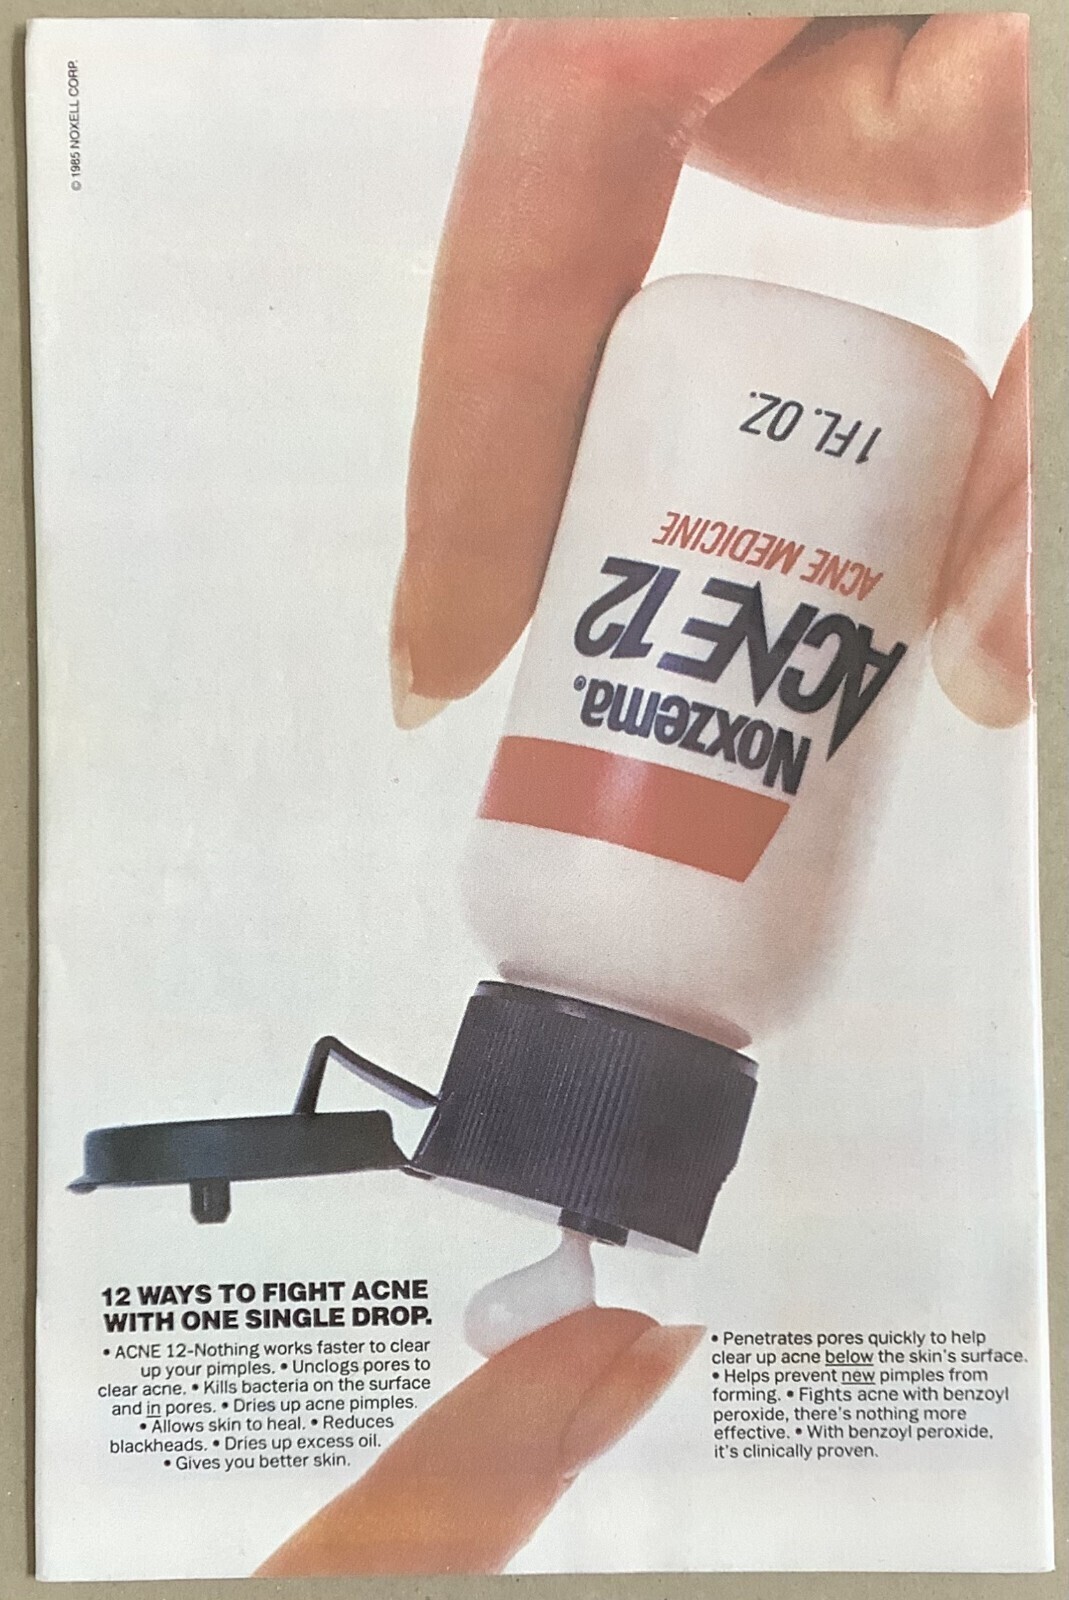 © 1985 NOXELL CORP.
1 FL. OZ.
ACNE MEDICINE
ACNE 12
Noxzema®
12 WAYS TO FIGHT ACNE
WITH ONE SINGLE DROP.
• ACNE 12-Nothing works faster to clear
up your pimples. • Unclogs pores to
clear acne. • Kills bacteria on the surface
and in pores. • Dries up acne pimples.
• Allows skin to heal. • Reduces
blackheads. • Dries up excess oil.
• Gives you better skin.
• Penetrates pores quickly to help
clear up acne below the skin's surface.
• Helps prevent new pimples from
forming. • Fights acne with benzoyl
peroxide, there's nothing more
effective. • With benzoyl peroxide,
it's clinically proven.